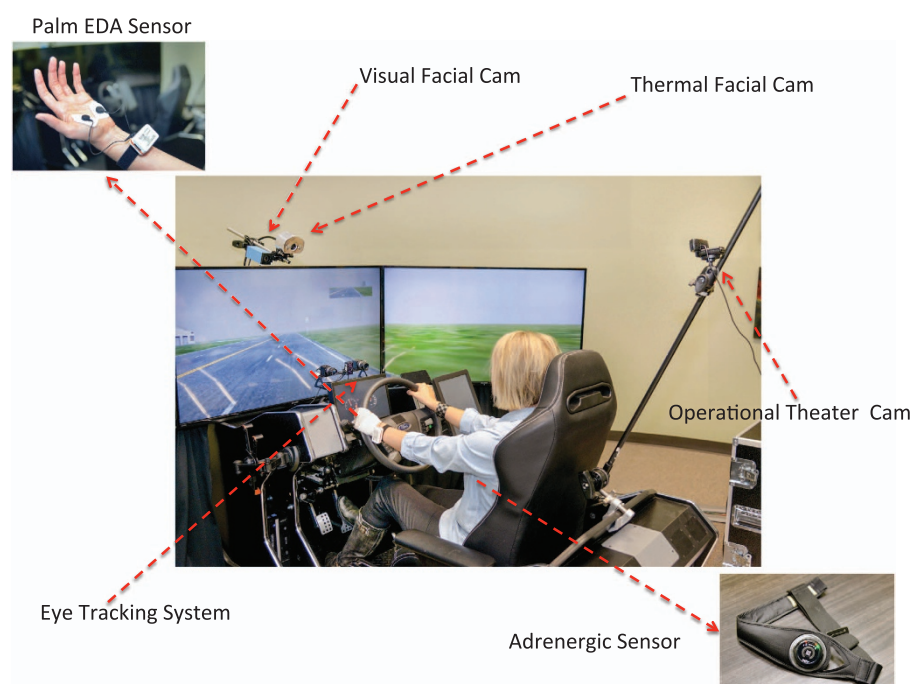 Palm EDA Sensor
Visual Facial Cam
Thermal Facial Cam
Operational Theater Cam
Eye Tracking System
Adrenergic Sensor